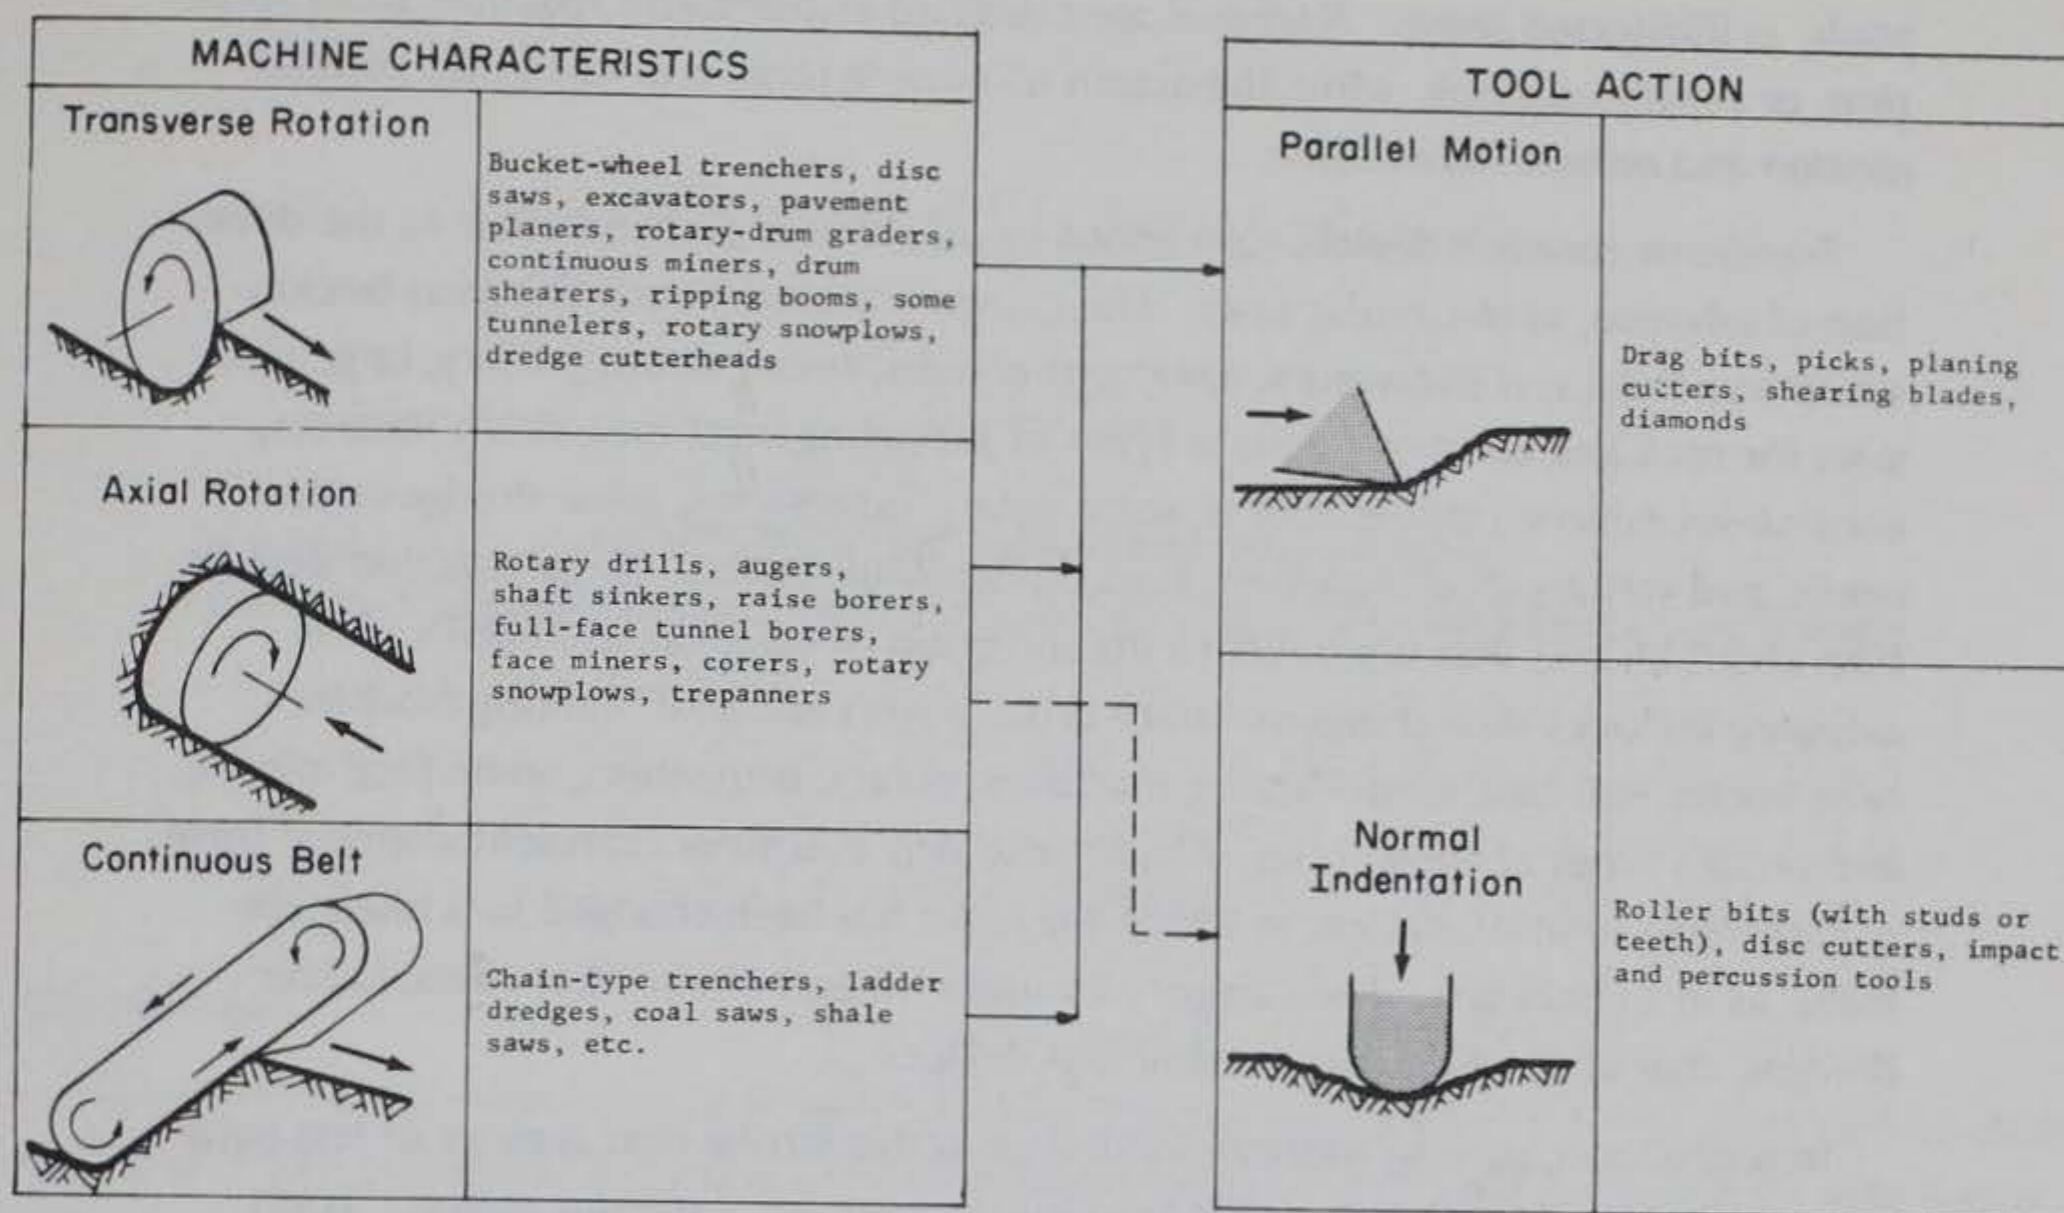 MACHINE CHARACTERISTICS
Transverse Rotation
Bucket-wheel trenchers, disc
saws, excavators, pavement
planers, rotary-drum graders,
continuous miners, drum
shearers, ripping booms, some
tunnelers, rotary snowplows,
dredge cutterheads
Axial Rotation
Rotary drills, augers,
shaft sinkers, raise borers,
full-face tunnel borers,
face miners, corers, rotary
snowplows, trepanners
Continuous Belt
Chain-type trenchers, ladder
dredges, coal saws, shale
saws, etc.
TOOL ACTION
Parallel Motion
Drag bits, picks, planing
cutters, shearing blades,
diamonds
Normal
Indentation
Roller bits (with studs or
teeth), disc cutters, impact
and percussion tools